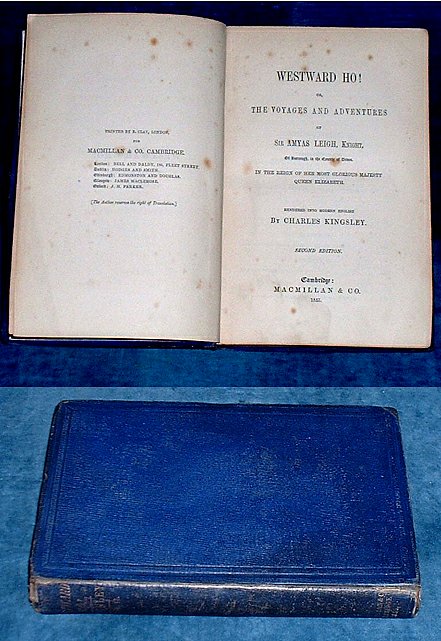 PRINTED BY R. CLAY, LONDON,
FOR
MACMILLAN & CO. CAMBRIDGE.
London: BELL AND DALDY, 186, FLEET STREET.
Dublin: HODGES AND SMITH.
Edinburgh: EDMONSTON AND DOUGLAS.
Glasgow: JAMES MACLEHOSE.
Oxford: J. H. PARKER.
[The Author reserves the right of Translation.]
WESTWARD HO!
OR,
THE VOYAGES AND ADVENTURES
OF
SIR AMYAS LEIGH, KNIGHT,
Of Burrough, in the County of Devon,
IN THE REIGN OF HER MOST GLORIOUS MAJESTY
QUEEN ELIZABETH.
RENDERED INTO MODERN ENGLISH
BY CHARLES KINGSLEY.
SECOND EDITION.
Cambridge:
MACMILLAN & CO.
1855.